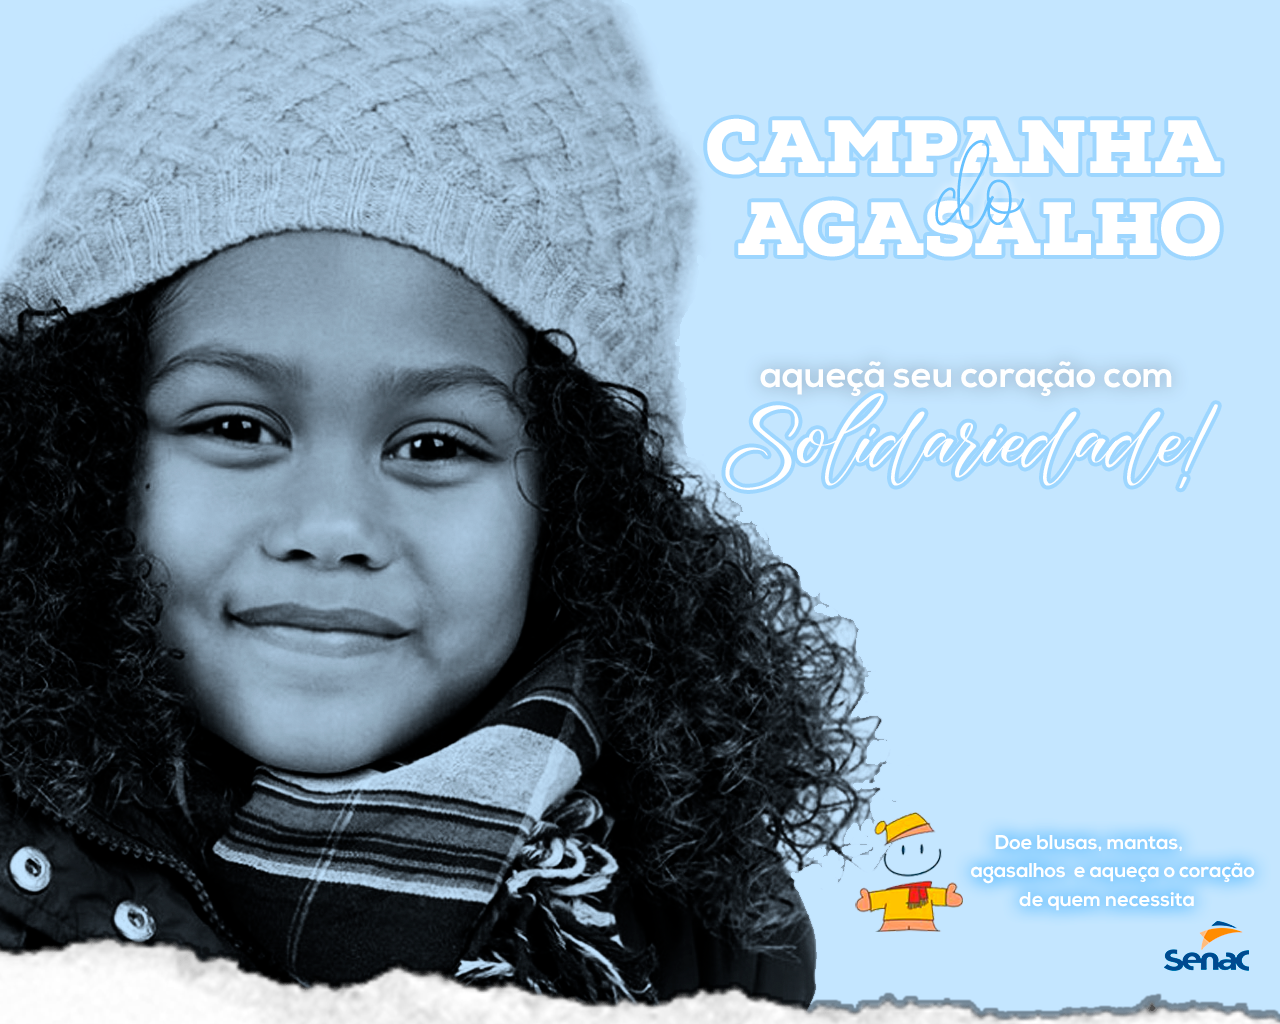 CAMPANHA
do
AGASALHO
aqueçã seu coração com
Solidariedade!
Doe blusas, mantas,
agasalhos e aqueça o coração
de quem necessita
Senac